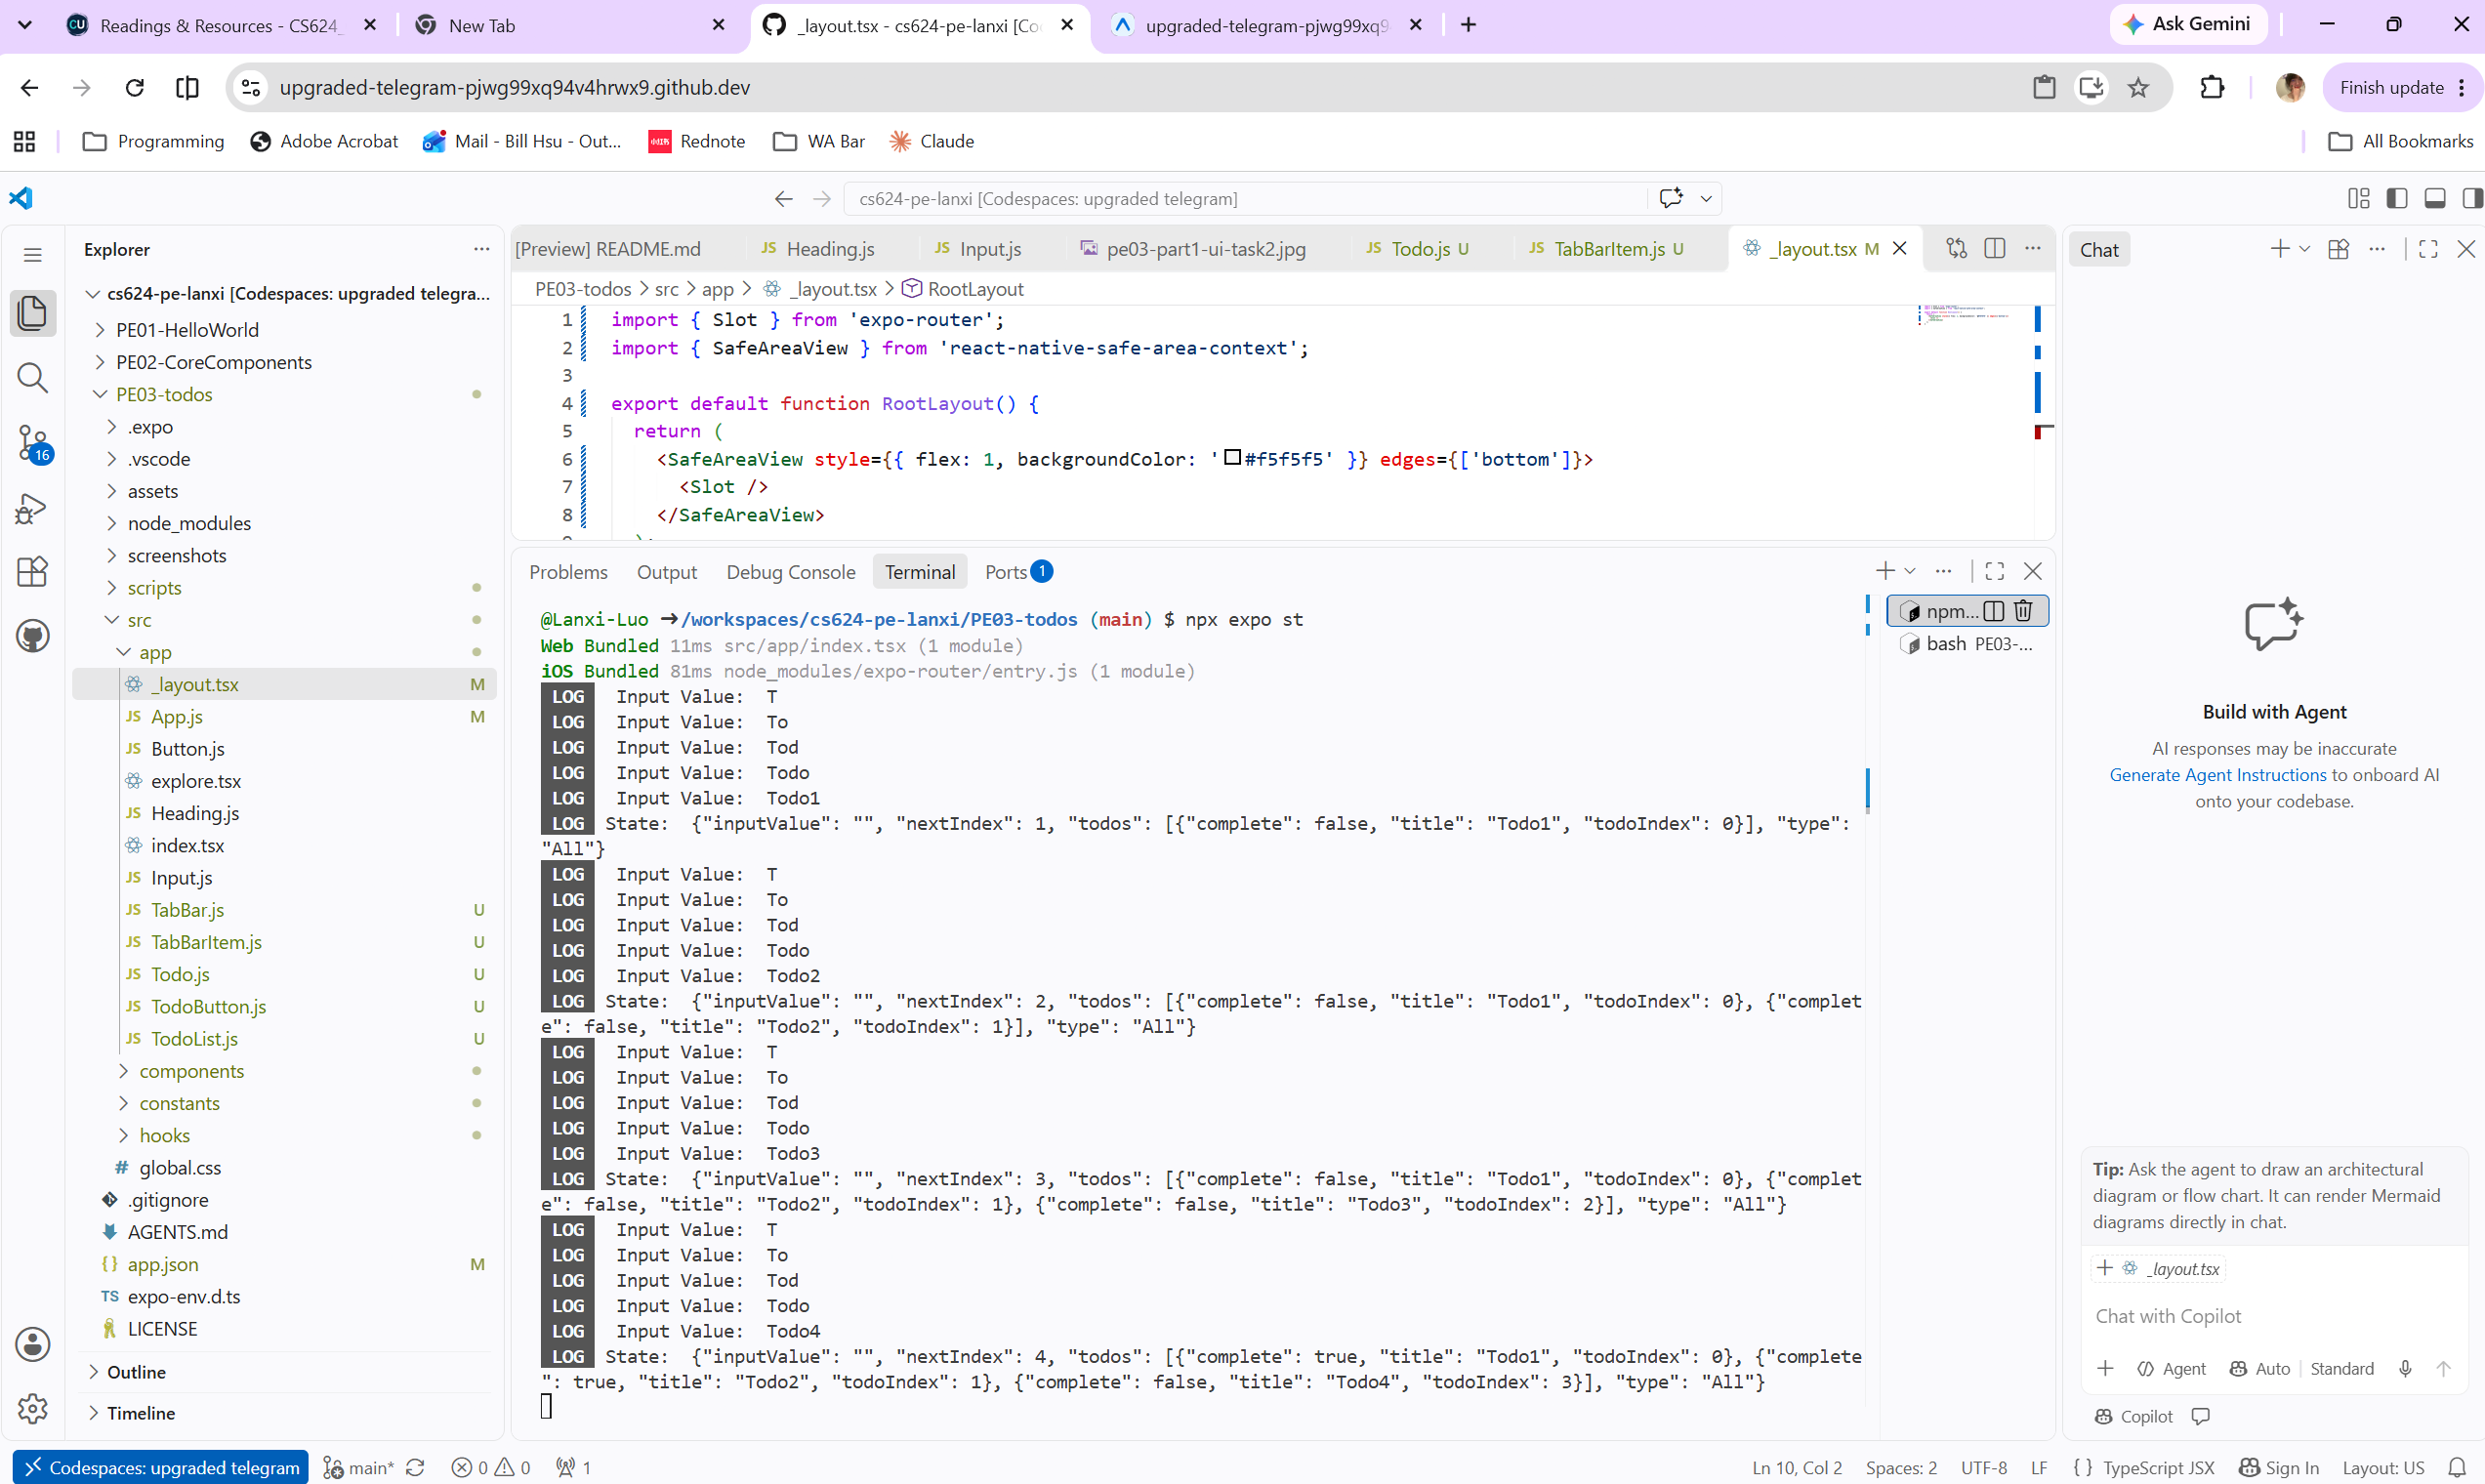 Readings & Resources - CS624_
New Tab
_layout.tsx - cs624-pe-lanxi [Co
upgraded-telegram-pjwg99xq9
Ask Gemini
upgraded-telegram-pjwg99xq94v4hrwx9.github.dev
Finish update
Programming
Adobe Acrobat
Mail - Bill Hsu - Out...
Rednote
WA Bar
Claude
All Bookmarks
cs624-pe-lanxi [Codespaces: upgraded telegram]
Explorer
cs624-pe-lanxi [Codespaces: upgraded telegra...
PE01-HelloWorld
PE02-CoreComponents
PE03-todos
.expo
.vscode
16
assets
node_modules
screenshots
scripts
src
app
_layout.tsx M
JS App.js M
JS Button.js
explore.tsx
JS Heading.js
index.tsx
JS Input.js
JS TabBar.js U
JS TabBarItem.js U
JS Todo.js U
JS TodoButton.js U
JS TodoList.js U
components
constants
hooks
# global.css
.gitignore
AGENTS.md
{} app.json M
TS expo-env.d.ts
LICENSE
Outline
Timeline
[Preview] README.md
JS Heading.js
JS Input.js
pe03-part1-ui-task2.jpg
JS Todo.js U
JS TabBarItem.js U
_layout.tsx M
PE03-todos > src > app > _layout.tsx > RootLayout
1 import { Slot } from 'expo-router';
2 import { SafeAreaView } from 'react-native-safe-area-context';
3
4 export default function RootLayout() {
5 return (
6 <SafeAreaView style={{ flex: 1, backgroundColor: '#f5f5f5' }} edges={['bottom']}>
7 <Slot />
8 </SafeAreaView>
Problems
Output
Debug Console
Terminal
Ports 1
@Lanxi-Luo ➜/workspaces/cs624-pe-lanxi/PE03-todos (main) $ npx expo st
Web Bundled 11ms src/app/index.tsx (1 module)
iOS Bundled 81ms node_modules/expo-router/entry.js (1 module)
LOG Input Value: T
LOG Input Value: To
LOG Input Value: Tod
LOG Input Value: Todo
LOG Input Value: Todo1
LOG State: {"inputValue": "", "nextIndex": 1, "todos": [{"complete": false, "title": "Todo1", "todoIndex": 0}], "type":
"All"}
LOG Input Value: T
LOG Input Value: To
LOG Input Value: Tod
LOG Input Value: Todo
LOG Input Value: Todo2
LOG State: {"inputValue": "", "nextIndex": 2, "todos": [{"complete": false, "title": "Todo1", "todoIndex": 0}, {"complet
e": false, "title": "Todo2", "todoIndex": 1}], "type": "All"}
LOG Input Value: T
LOG Input Value: To
LOG Input Value: Tod
LOG Input Value: Todo
LOG Input Value: Todo3
LOG State: {"inputValue": "", "nextIndex": 3, "todos": [{"complete": false, "title": "Todo1", "todoIndex": 0}, {"complet
e": false, "title": "Todo2", "todoIndex": 1}, {"complete": false, "title": "Todo3", "todoIndex": 2}], "type": "All"}
LOG Input Value: T
LOG Input Value: To
LOG Input Value: Tod
LOG Input Value: Todo
LOG Input Value: Todo4
LOG State: {"inputValue": "", "nextIndex": 4, "todos": [{"complete": true, "title": "Todo1", "todoIndex": 0}, {"complete
": true, "title": "Todo2", "todoIndex": 1}, {"complete": false, "title": "Todo4", "todoIndex": 3}], "type": "All"}
npm...
bash PE03-...
Chat
Build with Agent
AI responses may be inaccurate
Generate Agent Instructions to onboard AI
onto your codebase.
Tip: Ask the agent to draw an architectural
diagram or flow chart. It can render Mermaid
diagrams directly in chat.
_layout.tsx
Chat with Copilot
Agent
Auto
Standard
Copilot
Codespaces: upgraded telegram
main*
0
0
1
Ln 10, Col 2
Spaces: 2
UTF-8
LF
{ } TypeScript JSX
Sign In
Layout: US